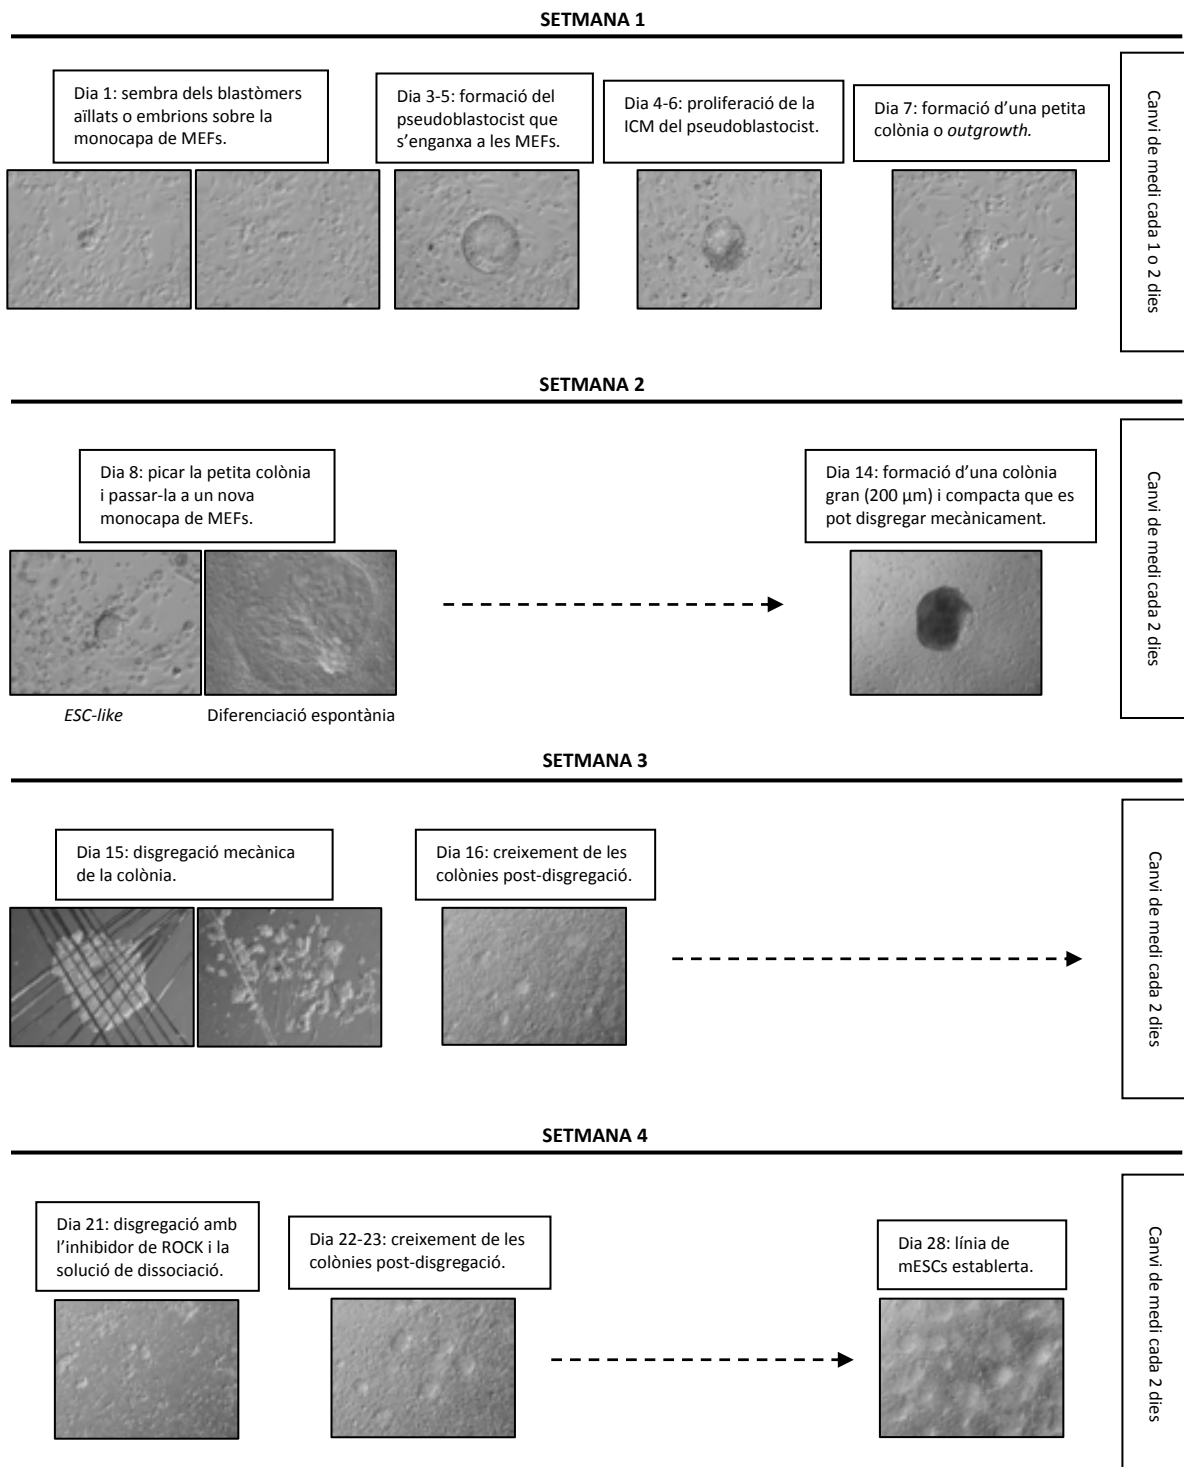 SETMANA 1
Dia 1: sembra dels blastòmers
aïllats o embrions sobre la
monocapa de MEFs.
Dia 3-5: formació del
pseudoblastocist que
s’enganxa a les MEFs.
Dia 4-6: proliferació de la
ICM del pseudoblastocist.
Dia 7: formació d’una petita
colònia o outgrowth.
Canvi de medi cada 1 o 2 dies
SETMANA 2
Dia 8: picar la petita colònia
i passar-la a un nova
monocapa de MEFs.
ESC-like
Diferenciació espontània
Dia 14: formació d’una colònia
gran (200 µm) i compacta que es
pot disgregar mecànicament.
Canvi de medi cada 2 dies
SETMANA 3
Dia 15: disgregació mecànica
de la colònia.
Dia 16: creixement de les
colònies post-disgregació.
Canvi de medi cada 2 dies
SETMANA 4
Dia 21: disgregació amb
l’inhibidor de ROCK i la
solució de dissociació.
Dia 22-23: creixement de les
colònies post-disgregació.
Dia 28: línia de
mESCs establerta.
Canvi de medi cada 2 dies